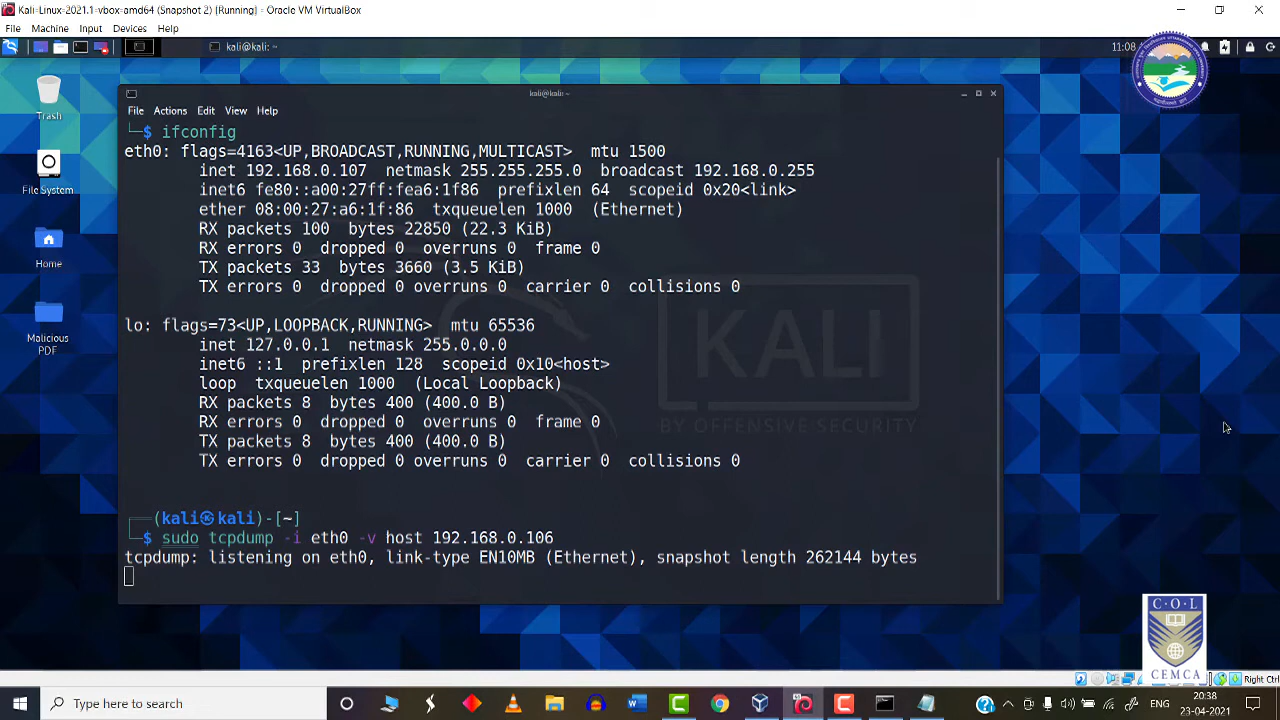 Kali-Linux-2021.1-vbox-amd64 (Snapshot 2) [Running] - Oracle VM VirtualBox
File Machine Input Devices Help
kali@kali: ~
11:08
Trash
File System
Home
Malicious
PDF
kali@kali: ~
File Actions Edit View Help
└─$ ifconfig
eth0: flags=4163<UP,BROADCAST,RUNNING,MULTICAST> mtu 1500
inet 192.168.0.107 netmask 255.255.255.0 broadcast 192.168.0.255
inet6 fe80::a00:27ff:fea6:1f86 prefixlen 64 scopeid 0x20<link>
ether 08:00:27:a6:1f:86 txqueuelen 1000 (Ethernet)
RX packets 100 bytes 22850 (22.3 KiB)
RX errors 0 dropped 0 overruns 0 frame 0
TX packets 33 bytes 3660 (3.5 KiB)
TX errors 0 dropped 0 overruns 0 carrier 0 collisions 0
lo: flags=73<UP,LOOPBACK,RUNNING> mtu 65536
inet 127.0.0.1 netmask 255.0.0.0
inet6 ::1 prefixlen 128 scopeid 0x10<host>
loop txqueuelen 1000 (Local Loopback)
RX packets 8 bytes 400 (400.0 B)
RX errors 0 dropped 0 overruns 0 frame 0
TX packets 8 bytes 400 (400.0 B)
TX errors 0 dropped 0 overruns 0 carrier 0 collisions 0
┌──(kali㉿kali)-[~]
└─$ sudo tcpdump -i eth0 -v host 192.168.0.106
tcpdump: listening on eth0, link-type EN10MB (Ethernet), snapshot length 262144 bytes
KALI
BY OFFENSIVE SECURITY
C·O·L
CEMCA
Right Ctrl
Type here to search
ENG
20:38
23-04-2021